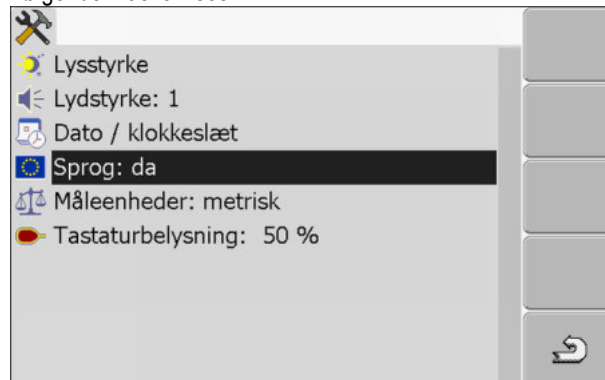 Lysstyrke
Lydstyrke: 1
Dato / klokkeslæt
Sprog: da
Måleenheder: metrisk
Tastaturbelysning: 50 %